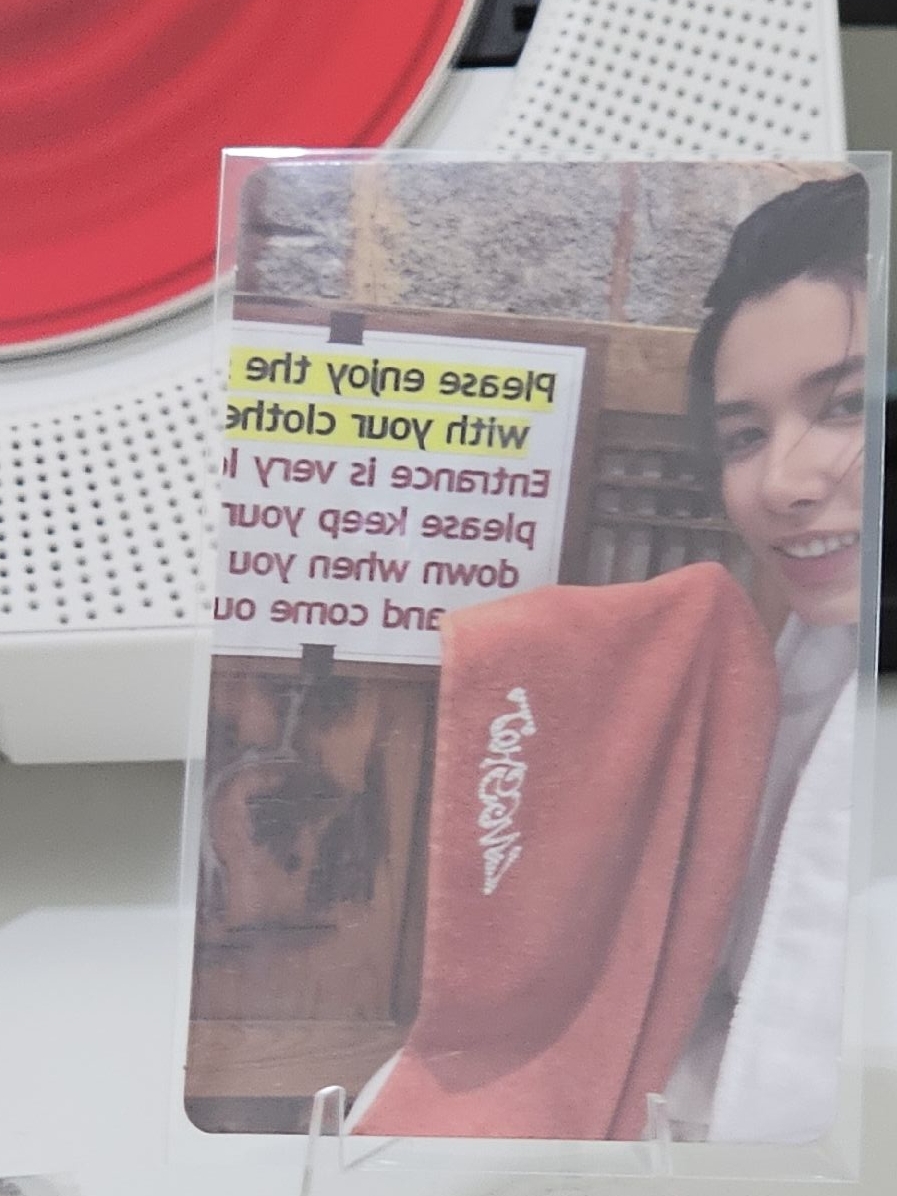 Please enjoy the
with your clothe
Entrance is very l
please keep your
down when you
and come ou